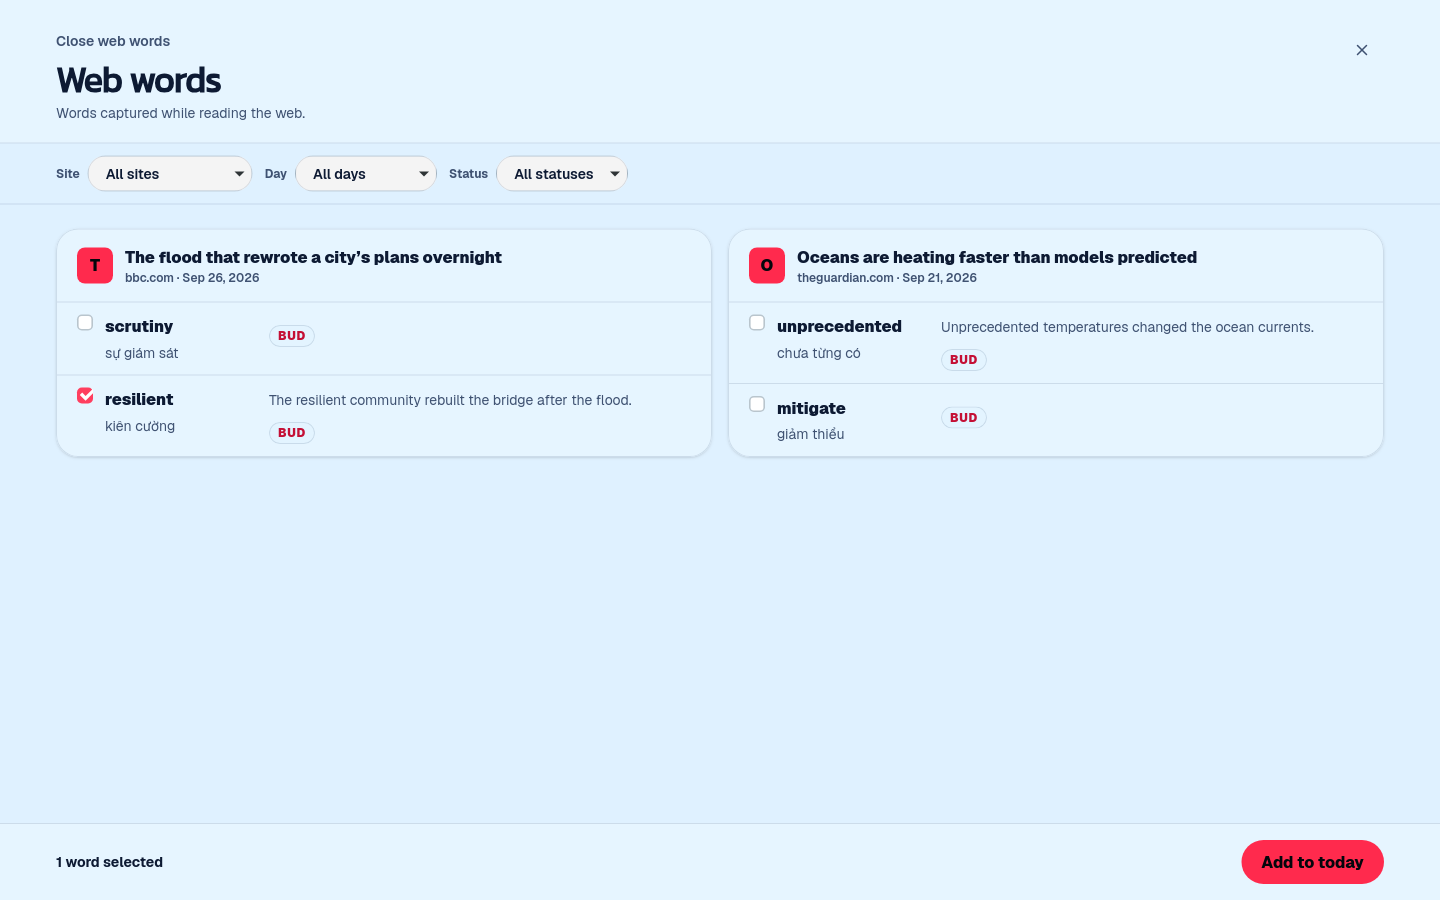 Close web words
Web words
Words captured while reading the web.
Site All sites Day All days Status All statuses
T
The flood that rewrote a city’s plans overnight
bbc.com · Sep 26, 2026
scrutiny
sự giám sát
BUD
resilient
kiên cường
The resilient community rebuilt the bridge after the flood.
BUD
O
Oceans are heating faster than models predicted
theguardian.com · Sep 21, 2026
unprecedented
chưa từng có
Unprecedented temperatures changed the ocean currents.
BUD
mitigate
giảm thiểu
BUD
1 word selected
Add to today